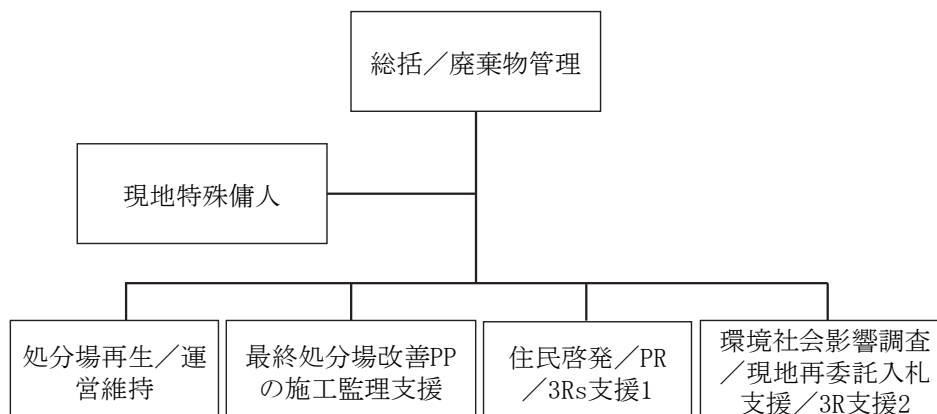 総括／廃棄物管理
現地特殊傭人
処分場再生／運
営維持
最終処分場改善PP
の施工監理支援
住民啓発／PR
／3Rs支援1
環境社会影響調査
／現地再委託入札
支援／3R支援2